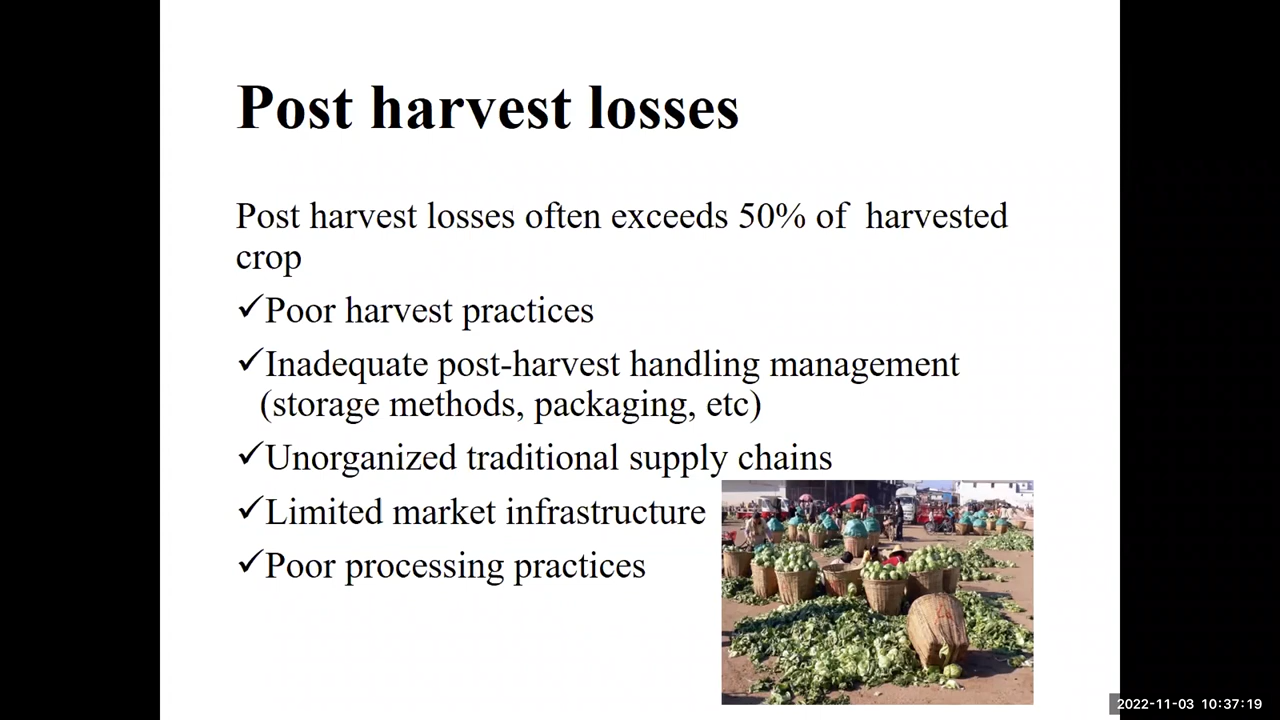 Post harvest losses
Post harvest losses often exceeds 50% of  harvested
crop
✓Poor harvest practices
✓Inadequate post-harvest handling management
(storage methods, packaging, etc)
✓Unorganized traditional supply chains
✓Limited market infrastructure
✓Poor processing practices
2022-11-03 10:37:19